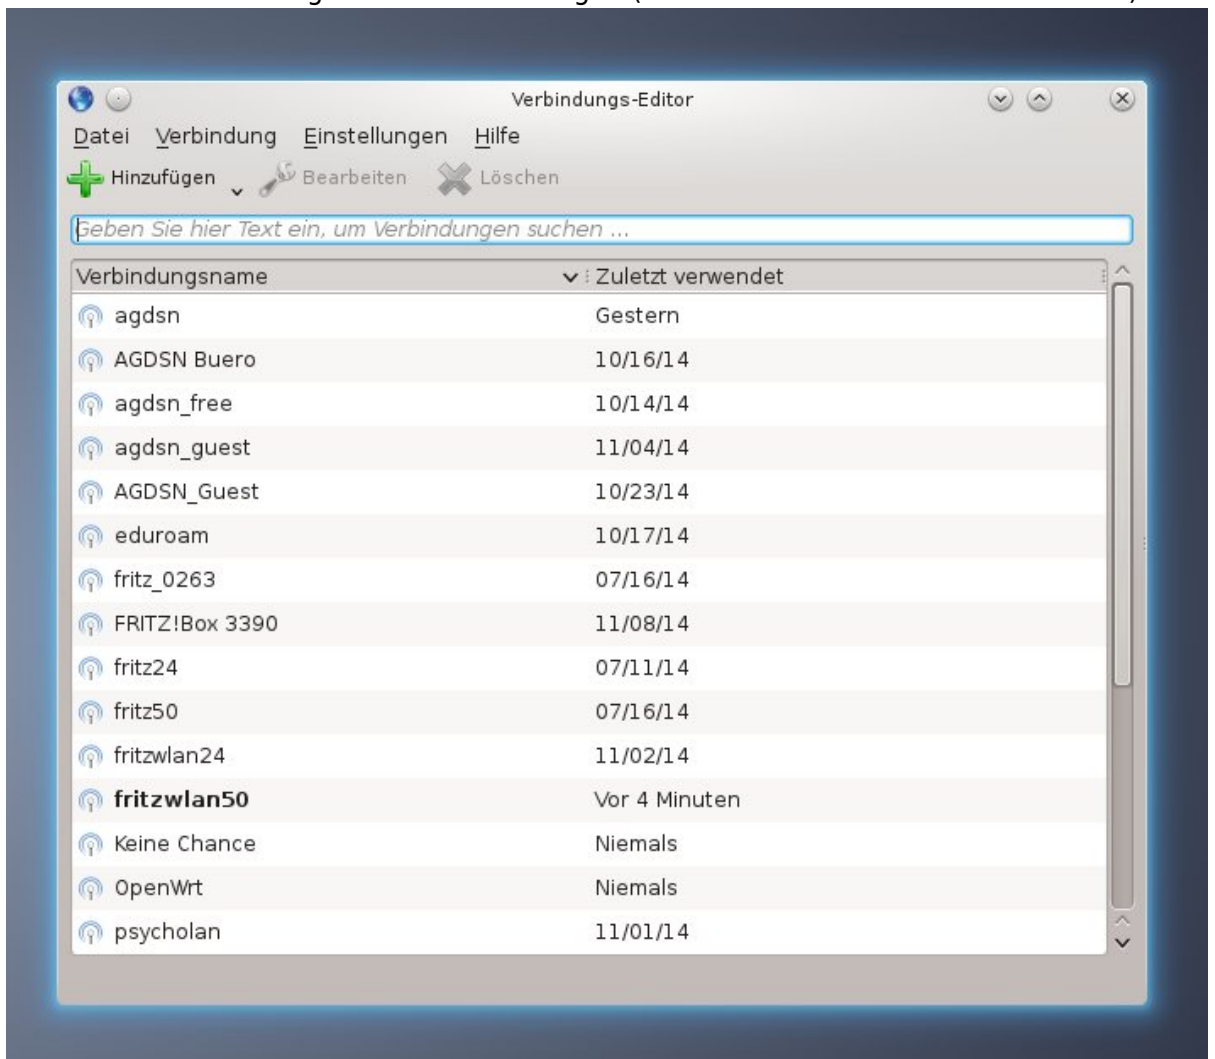 Verbindungs-Editor
Datei Verbindung Einstellungen Hilfe
Hinzufügen Bearbeiten Löschen
Geben Sie hier Text ein, um Verbindungen suchen ...
Verbindungsname Zuletzt verwendet
agdsn Gestern
AGDSN Buero 10/16/14
agdsn_free 10/14/14
agdsn_guest 11/04/14
AGDSN_Guest 10/23/14
eduroam 10/17/14
fritz_0263 07/16/14
FRITZ!Box 3390 11/08/14
fritz24 07/11/14
fritz50 07/16/14
fritzwlan24 11/02/14
fritzwlan50 Vor 4 Minuten
Keine Chance Niemals
OpenWrt Niemals
psycholan 11/01/14